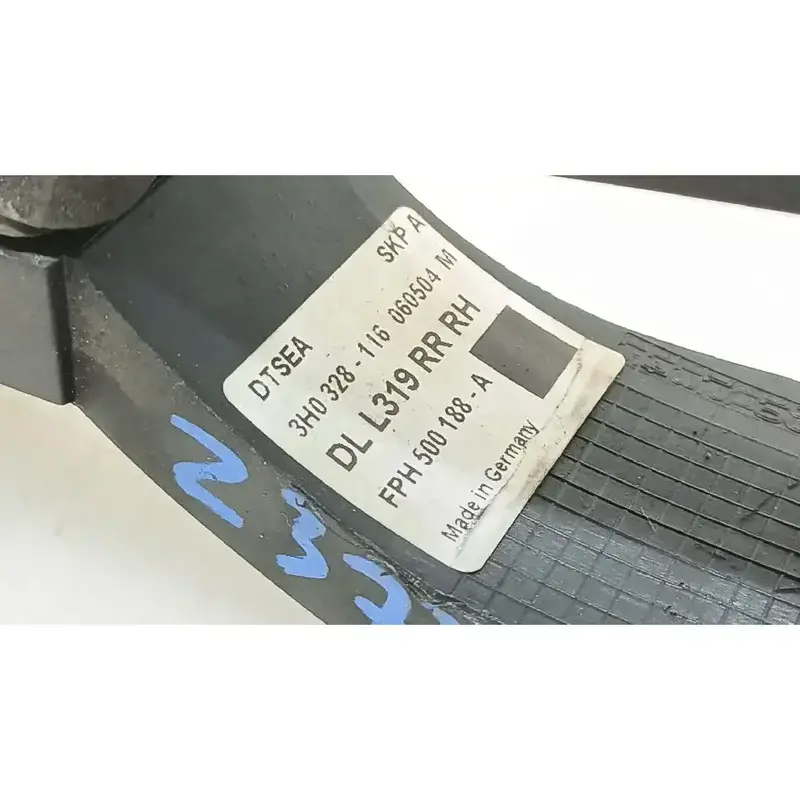 SKP A
DTSEA
3H0 328 - 116 060504 M
DL L319 RR RH
FPH 500 188 - A
Made in Germany